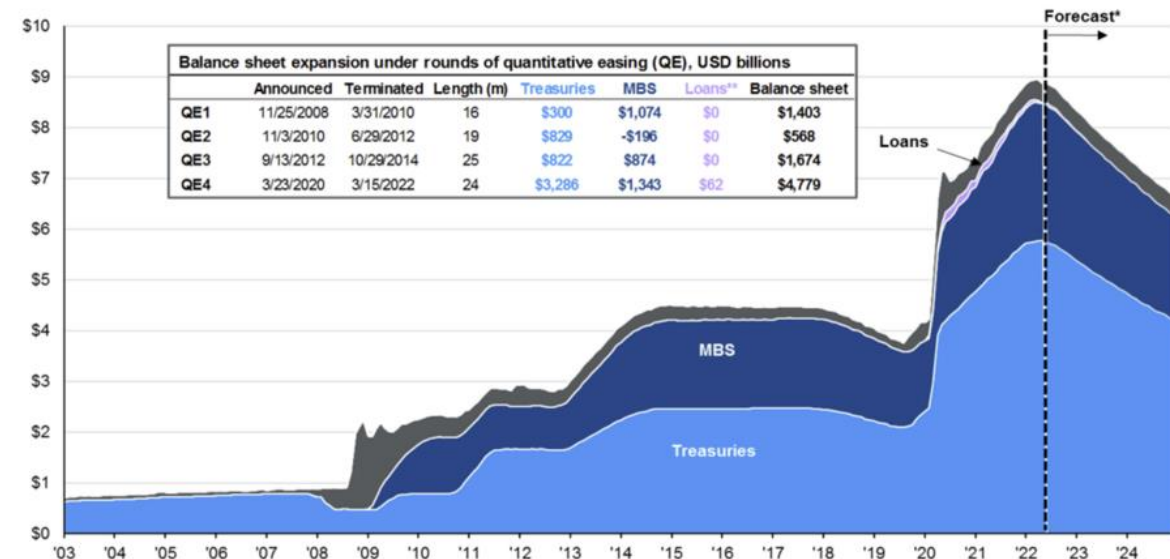 $10
Forecast*
$9
Balance sheet expansion under rounds of quantitative easing (QE), USD billions
Announced Terminated Length (m) Treasuries MBS Loans** Balance sheet
QE1 11/25/2008 3/31/2010 16 $300 $1,074 $0 $1,403
QE2 11/3/2010 6/29/2012 19 $829 -$196 $0 $568
QE3 9/13/2012 10/29/2014 25 $822 $874 $0 $1,674
QE4 3/23/2020 3/15/2022 24 $3,286 $1,343 $62 $4,779
$8
Loans
$7
$6
$5
$4
MBS
$3
$2
Treasuries
$1
$0
'03 '04 '05 '06 '07 '08 '09 '10 '11 '12 '13 '14 '15 '16 '17 '18 '19 '20 '21 '22 '23 '24